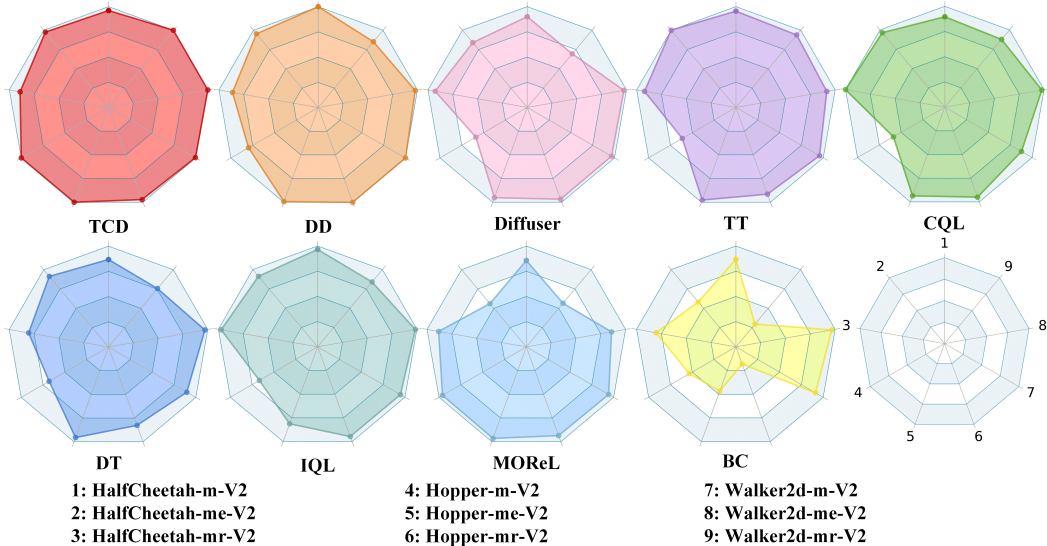 TCD DD Diffuser TT CQL
1
2 9
3 8
4 7
5 6
DT IQL MOReL BC
1: HalfCheetah-m-V2 4: Hopper-m-V2 7: Walker2d-m-V2
2: HalfCheetah-me-V2 5: Hopper-me-V2 8: Walker2d-me-V2
3: HalfCheetah-mr-V2 6: Hopper-mr-V2 9: Walker2d-mr-V2